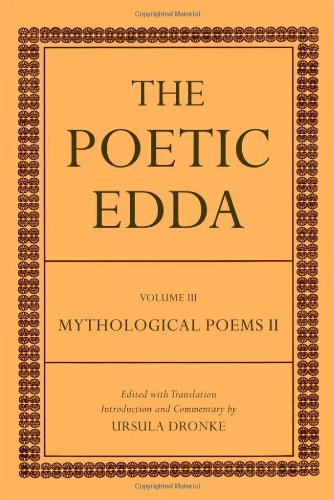 THE
POETIC
EDDA
VOLUME III
MYTHOLOGICAL POEMS II
Edited with Translation
Introduction and Commentary by
URSULA DRONKE